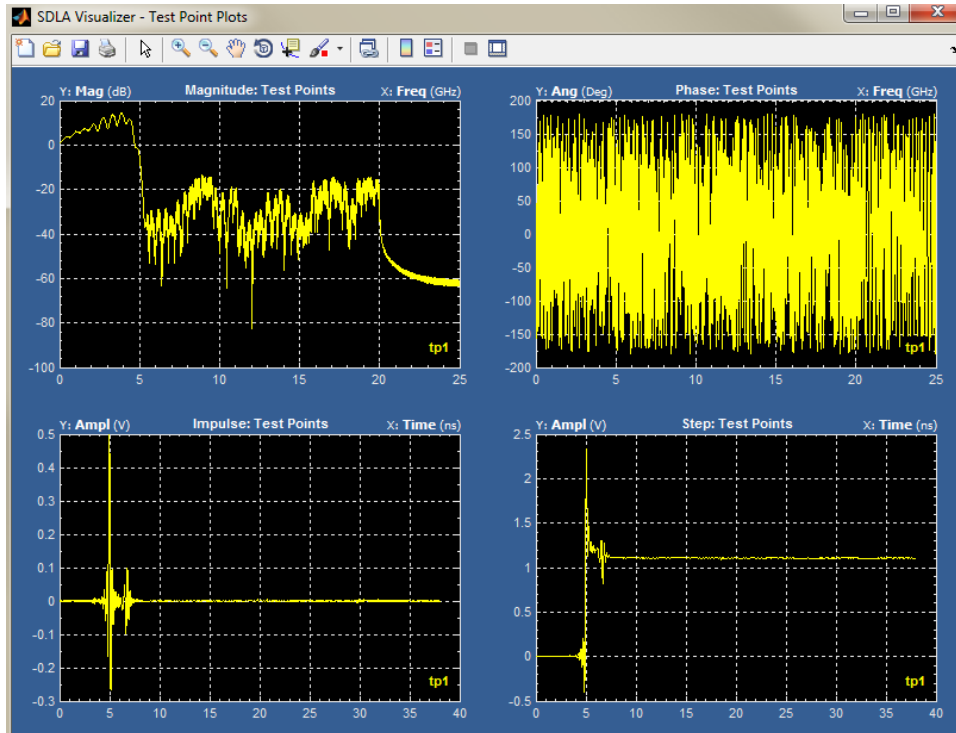 SDLA Visualizer - Test Point Plots
Y: Mag (dB) Magnitude: Test Points X: Freq (GHz)
20
0
-20
-40
-60
-80
-100
tp1
0 5 10 15 20 25
Y: Ang (Deg) Phase: Test Points X: Freq (GHz)
200
150
100
50
0
-50
-100
-150
-200
tp1
0 5 10 15 20 25
Y: Ampl (V) Impulse: Test Points X: Time (ns)
0.5
0.4
0.3
0.2
0.1
0
-0.1
-0.2
-0.3
tp1
0 5 10 15 20 25 30 35 40
Y: Ampl (V) Step: Test Points X: Time (ns)
2.5
2
1.5
1
0.5
0
-0.5
tp1
0 5 10 15 20 25 30 35 40